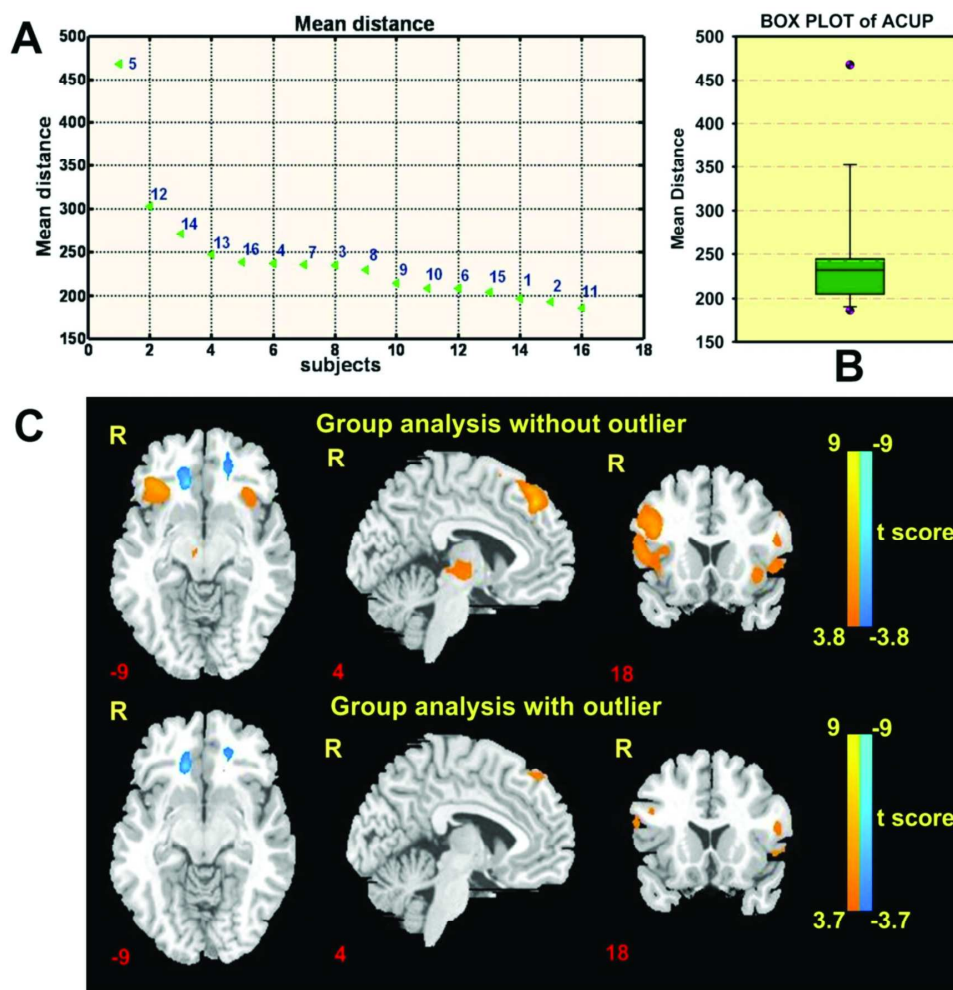 A
Mean distance
Mean distance
500
450
400
350
300
250
200
150
0 2 4 6 8 10 12 14 16 18
subjects
5
12
14
13
16
4
7
3
8
9
10
6
15
1
2
11
BOX PLOT of ACUP
Mean Distance
500
450
400
350
300
250
200
150
B
C
Group analysis without outlier
R
R
R
-9
4
18
9 -9
t score
3.8 -3.8
Group analysis with outlier
R
R
R
-9
4
18
9 -9
t score
3.7 -3.7